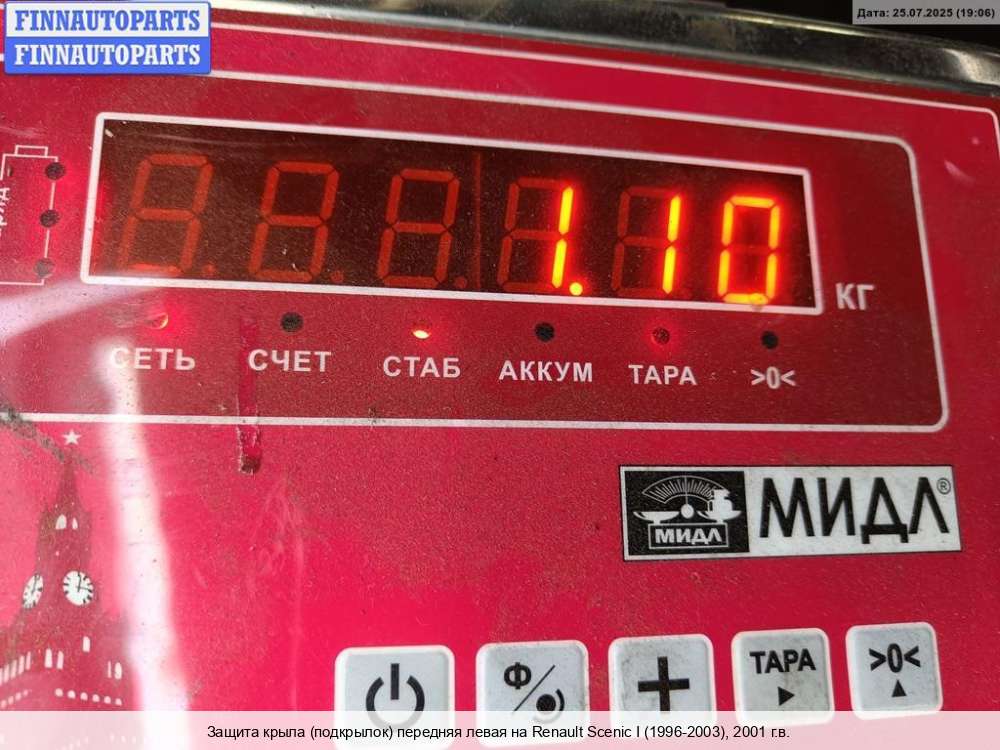 FINNAUTOPARTS
FINNAUTOPARTS
Дата: 25.07.2025 (19:06)
1.10
КГ
СЕТЬ СЧЕТ СТАБ АККУМ ТАРА >0<
МИДЛ МИДЛ®
Ф ТАРА >0<
Защита крыла (подкрылок) передняя левая на Renault Scenic I (1996-2003), 2001 г.в.